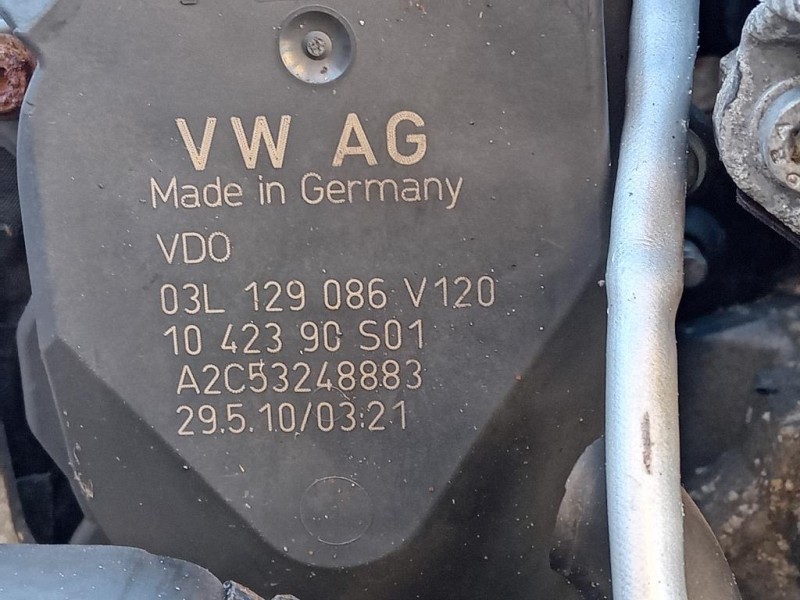 VW AG
Made in Germany
VDO
03L 129 086 V120
10 423 90 S01
A2C53248883
29.5.10/03:21